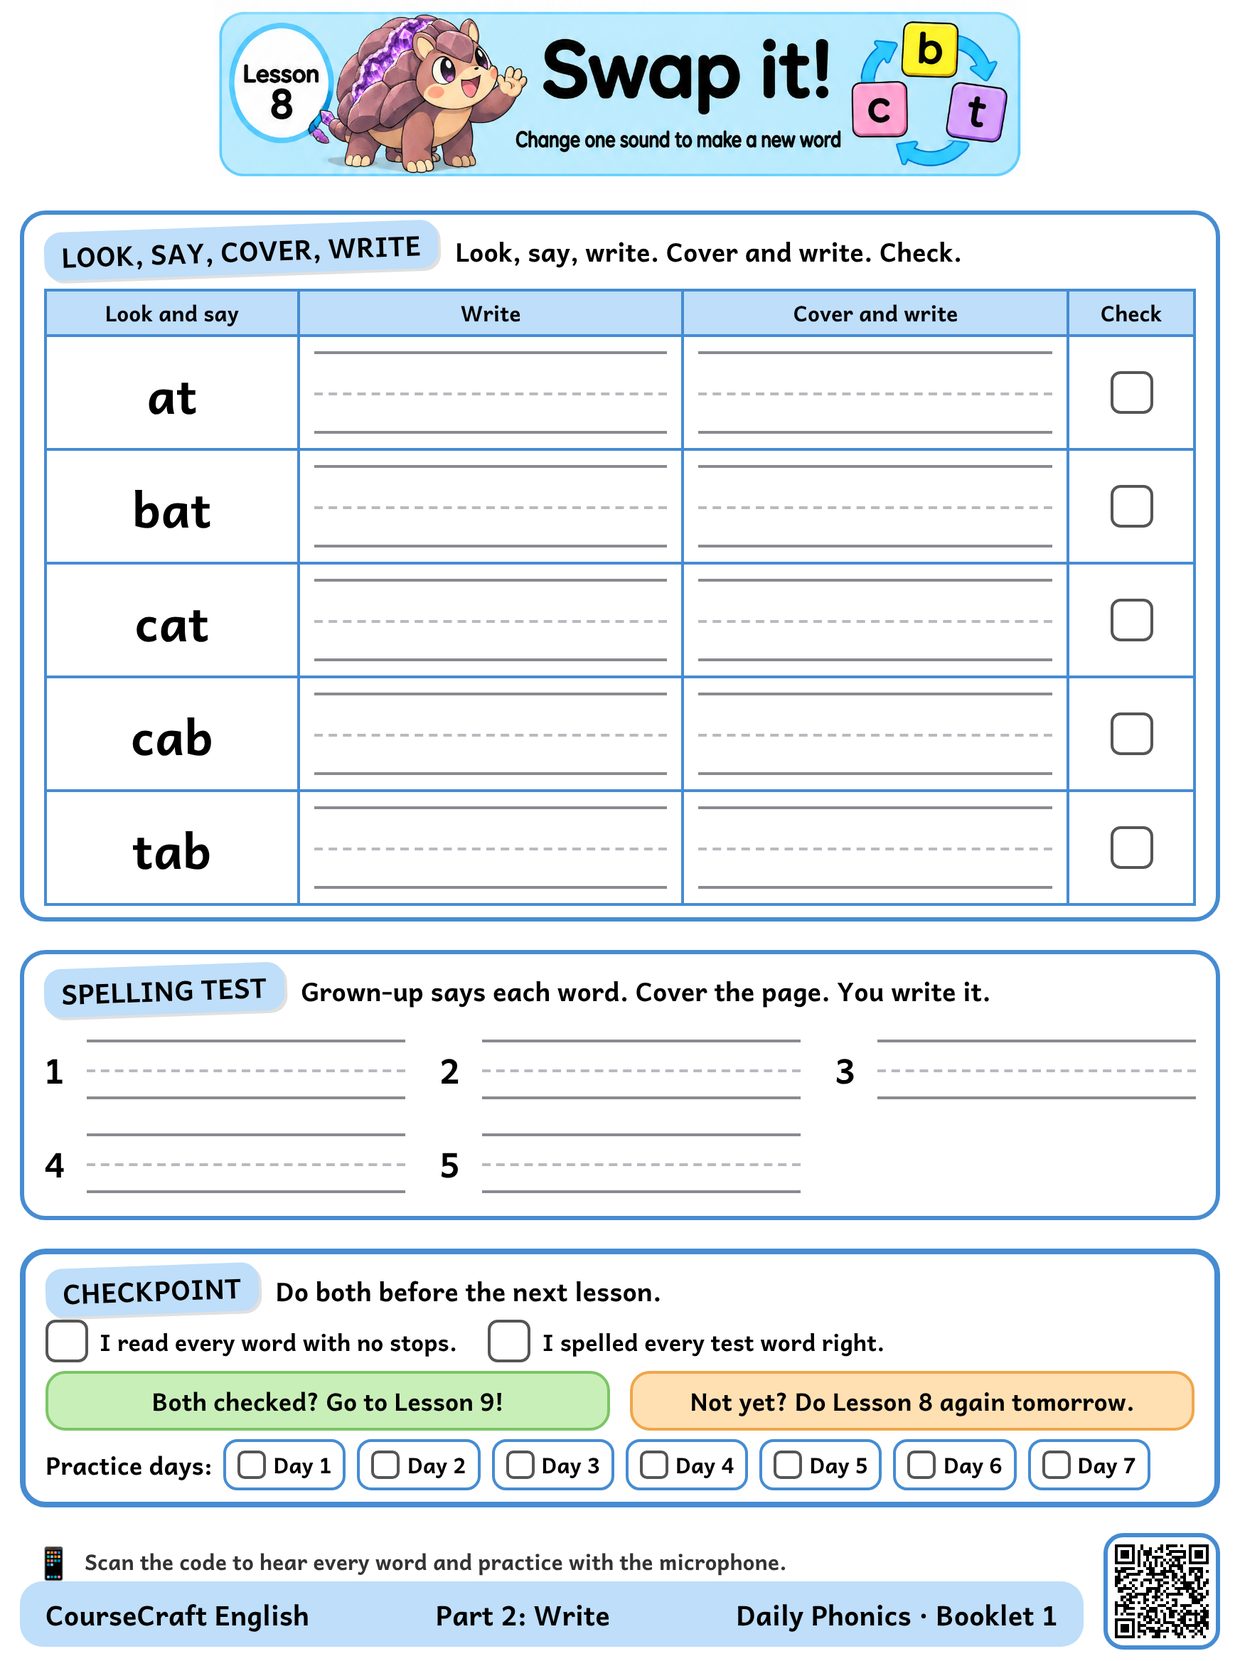 Lesson
8
Swap it!
Change one sound to make a new word
b
c
t
LOOK, SAY, COVER, WRITE
Look, say, write. Cover and write. Check.
Look and say Write Cover and write Check
at
bat
cat
cab
tab
SPELLING TEST
Grown-up says each word. Cover the page. You write it.
1 2 3
4 5
CHECKPOINT
Do both before the next lesson.
I read every word with no stops. I spelled every test word right.
Both checked? Go to Lesson 9! Not yet? Do Lesson 8 again tomorrow.
Practice days: Day 1 Day 2 Day 3 Day 4 Day 5 Day 6 Day 7
Scan the code to hear every word and practice with the microphone.
CourseCraft English Part 2: Write Daily Phonics · Booklet 1